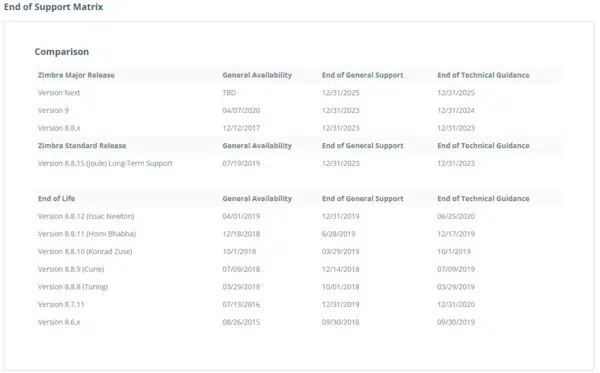 End of Support Matrix
Comparison
Zimbra Major Release General Availability End of General Support End of Technical Guidance
Version Next TBD 12/31/2025 12/31/2025
Version 9 04/07/2020 12/31/2023 12/31/2024
Version 8.8.x 12/12/2017 12/31/2023 12/31/2023
Zimbra Standard Release General Availability End of General Support End of Technical Guidance
Version 8.8.15 (Joule) Long-Term Support 07/19/2019 12/31/2023 12/31/2023
End of Life General Availability End of General Support End of Technical Guidance
Version 8.8.12 (Issac Newton) 04/01/2019 12/31/2019 06/25/2020
Version 8.8.11 (Homi Bhabha) 12/18/2018 6/28/2019 12/17/2019
Version 8.8.10 (Konrad Zuse) 10/1/2018 03/29/2019 10/1/2019
Version 8.8.9 (Curie) 07/09/2018 12/14/2018 07/09/2019
Version 8.8.8 (Turing) 03/29/2018 10/01/2018 03/29/2019
Version 8.7.11 07/13/2016 12/31/2019 12/31/2020
Version 8.6.x 08/26/2015 09/30/2018 09/30/2019